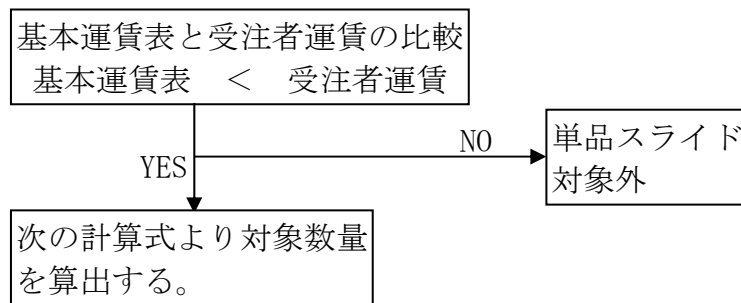 基本運賃表と受注者運賃の比較
基本運賃表　＜　受注者運賃
NO
単品スライド
対象外
YES
次の計算式より対象数量
を算出する。